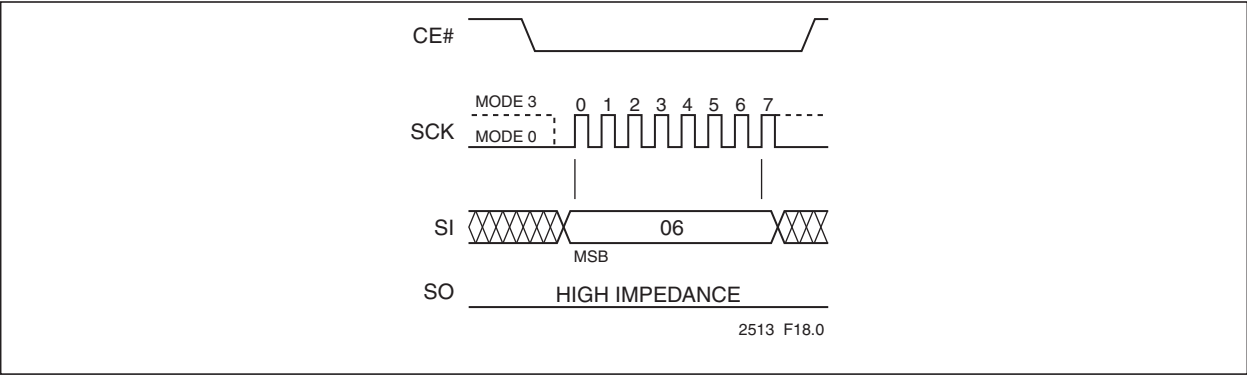 CE#
MODE 3
0 1 2 3 4 5 6 7
SCK
MODE 0
SI
06
MSB
SO
HIGH IMPEDANCE
2513 F18.0